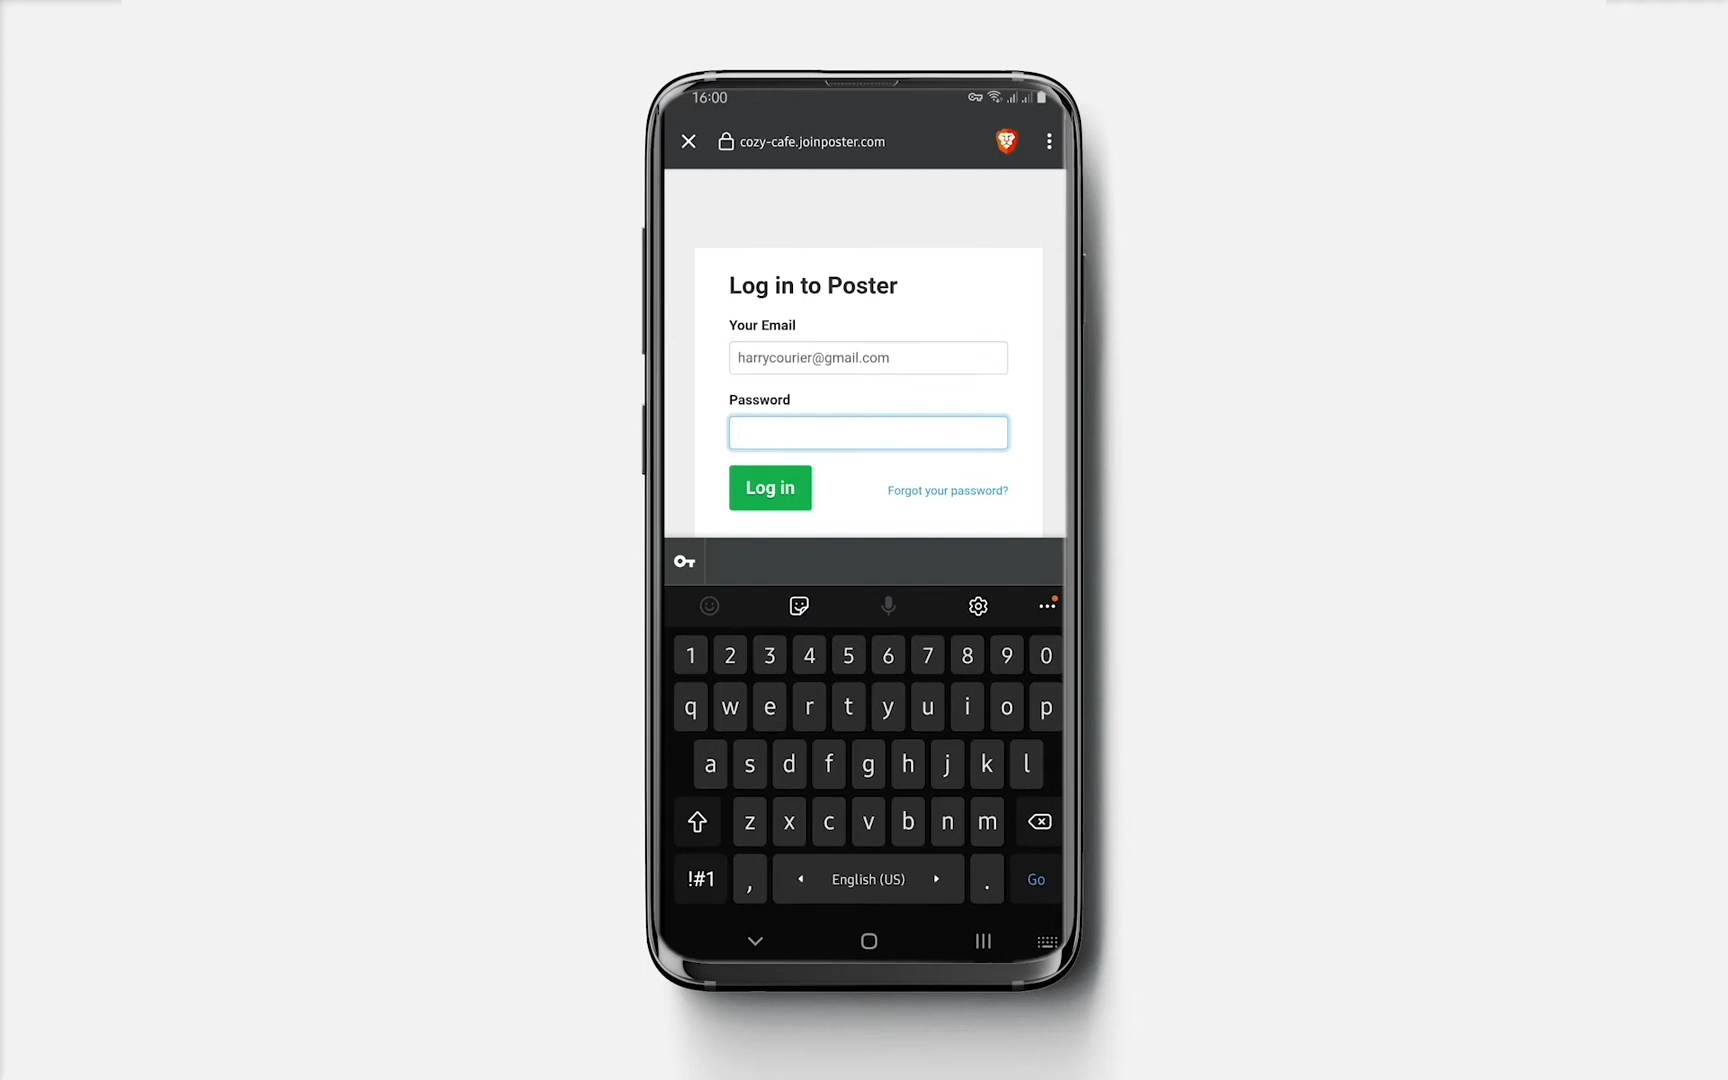 16:00
cozy-cafe.joinposter.com
Log in to Poster
Your Email
harrycourier@gmail.com
Password
Log in
Forgot your password?
1 2 3 4 5 6 7 8 9 0
q w e r t y u i o p
a s d f g h j k l
z x c v b n m
!#1 , English (US) . Go